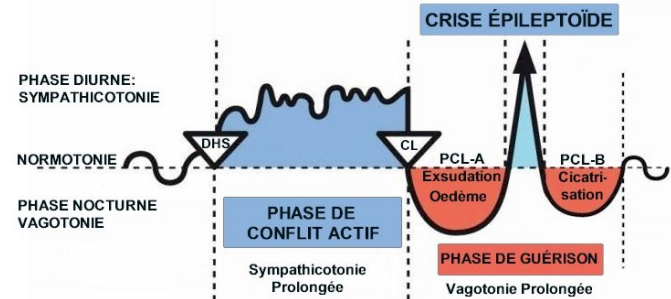 CRISE ÉPILEPTOÏDE
PHASE DIURNE:
SYMPATHICOTONIE
DHS
CL
NORMOTONIE
PCL-A
Exsudation
Oedème
PCL-B
Cicatri-
sation
PHASE NOCTURNE
VAGOTONIE
PHASE DE
CONFLIT ACTIF
PHASE DE GUÉRISON
Sympathicotonie
Prolongée
Vagotonie Prolongée